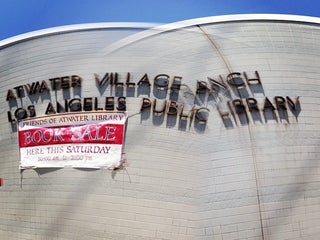 ATWATER VILLAGE BRANCH
LOS ANGELES PUBLIC LIBRARY
FRIENDS OF ATWATER LIBRARY
BOOK SALE
HERE THIS SATURDAY